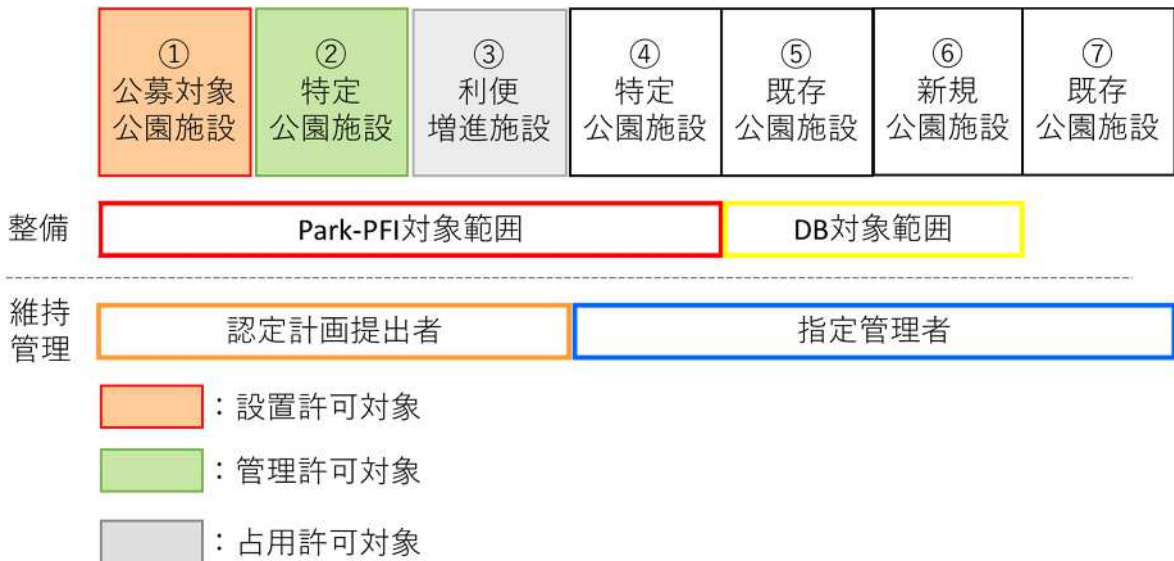 ①
公募対象
公園施設
②
特定
公園施設
③
利便
増進施設
④
特定
公園施設
⑤
既存
公園施設
⑥
新規
公園施設
⑦
既存
公園施設
整備
Park-PFI対象範囲
DB対象範囲
維持
管理
認定計画提出者
指定管理者
：設置許可対象
：管理許可対象
：占用許可対象